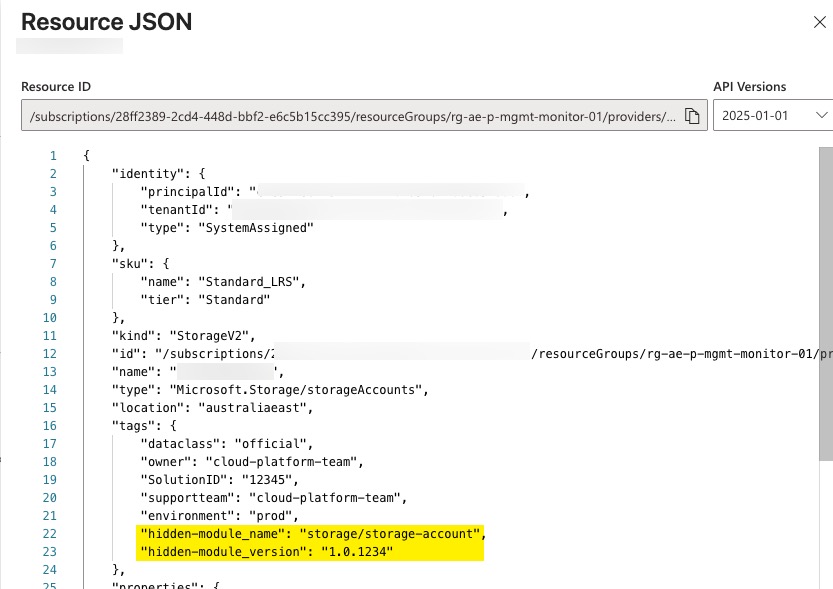 Resource JSON
Resource ID
API Versions
/subscriptions/28ff2389-2cd4-448d-bbf2-e6c5b15cc395/resourceGroups/rg-ae-p-mgmt-monitor-01/providers/...
2025-01-01
1 {
2 "identity": {
3 "principalId": " ,
4 "tenantId": " ,
5 "type": "SystemAssigned"
6 },
7 "sku": {
8 "name": "Standard_LRS",
9 "tier": "Standard"
10 },
11 "kind": "StorageV2",
12 "id": "/subscriptions/2 /resourceGroups/rg-ae-p-mgmt-monitor-01/pr
13 "name": " ",
14 "type": "Microsoft.Storage/storageAccounts",
15 "location": "australiaeast",
16 "tags": {
17 "dataclass": "official",
18 "owner": "cloud-platform-team",
19 "SolutionID": "12345",
20 "supportteam": "cloud-platform-team",
21 "environment": "prod",
22 "hidden-module_name": "storage/storage-account",
23 "hidden-module_version": "1.0.1234"
24 },
25 "properties": {